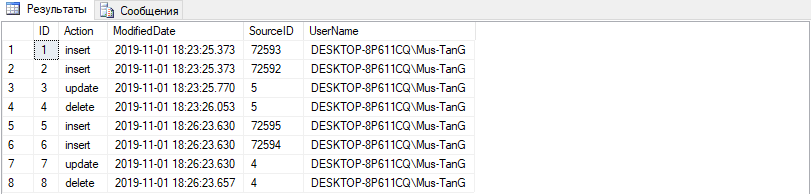 Результаты Сообщения
ID Action ModifiedDate SourceID UserName
1 1 insert 2019-11-01 18:23:25.373 72593 DESKTOP-8P611CQ\Mus-TanG
2 2 insert 2019-11-01 18:23:25.373 72592 DESKTOP-8P611CQ\Mus-TanG
3 3 update 2019-11-01 18:23:25.770 5 DESKTOP-8P611CQ\Mus-TanG
4 4 delete 2019-11-01 18:23:26.053 5 DESKTOP-8P611CQ\Mus-TanG
5 5 insert 2019-11-01 18:26:23.630 72595 DESKTOP-8P611CQ\Mus-TanG
6 6 insert 2019-11-01 18:26:23.630 72594 DESKTOP-8P611CQ\Mus-TanG
7 7 update 2019-11-01 18:26:23.630 4 DESKTOP-8P611CQ\Mus-TanG
8 8 delete 2019-11-01 18:26:23.657 4 DESKTOP-8P611CQ\Mus-TanG